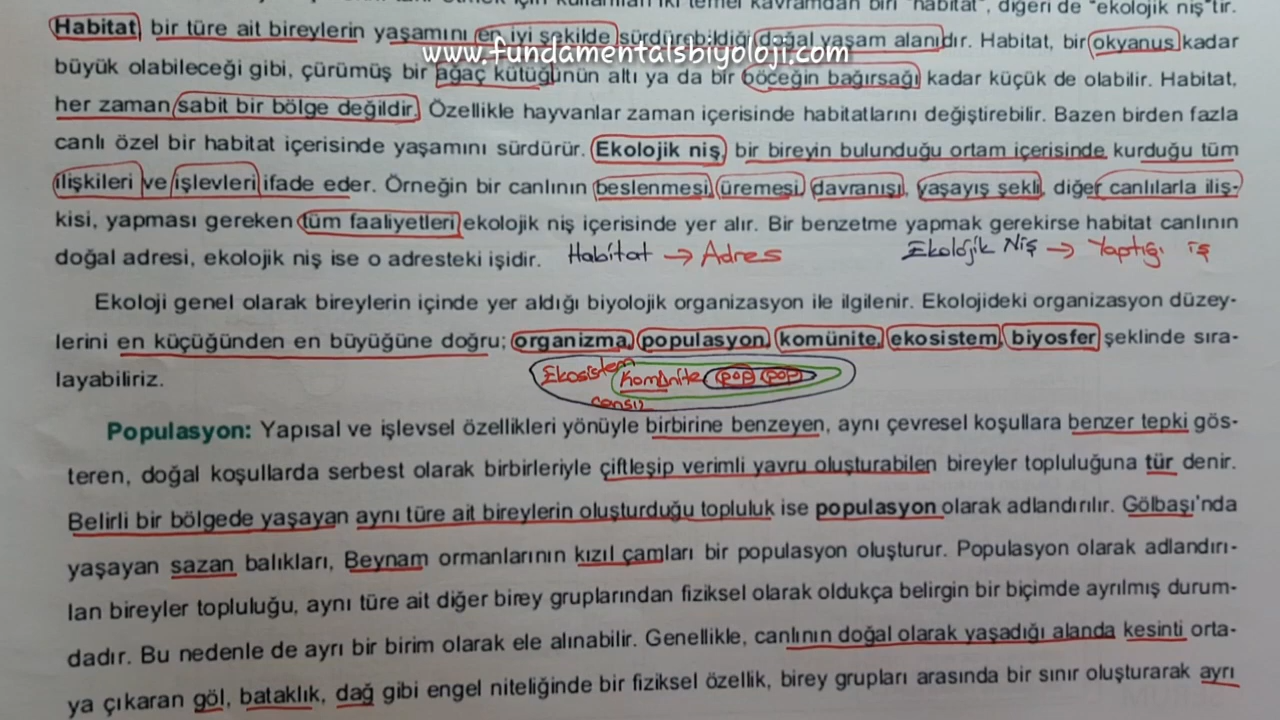 kavramdan biri "habitat", diğeri de "ekolojik niş"tir.
Habitat, bir türe ait bireylerin yaşamını en iyi şekilde sürdürebildiği doğal yaşam alanıdır. Habitat, bir okyanus kadar
www.fundamentalsbiyoloji.com
büyük olabileceği gibi, çürümüş bir ağaç kütüğünün altı ya da bir böceğin bağırsağı kadar küçük de olabilir. Habitat,
her zaman sabit bir bölge değildir. Özellikle hayvanlar zaman içerisinde habitatlarını değiştirebilir. Bazen birden fazla
canlı özel bir habitat içerisinde yaşamını sürdürür. Ekolojik niş, bir bireyin bulunduğu ortam içerisinde kurduğu tüm
ilişkileri ve işlevleri ifade eder. Örneğin bir canlının beslenmesi, üremesi, davranışı, yaşayış şekli, diğer canlılarla iliş-
kisi, yapması gereken tüm faaliyetleri ekolojik niş içerisinde yer alır. Bir benzetme yapmak gerekirse habitat canlının
doğal adresi, ekolojik niş ise o adresteki işidir. Habitat → Adres Ekolojik Niş → Yaptığı iş
Ekoloji genel olarak bireylerin içinde yer aldığı biyolojik organizasyon ile ilgilenir. Ekolojideki organizasyon düzey-
lerini en küçüğünden en büyüğüne doğru; organizma, populasyon, komünite, ekosistem, biyosfer şeklinde sıra-
layabiliriz. Ekosistem Komünite pop pop
cansız
Populasyon: Yapısal ve işlevsel özellikleri yönüyle birbirine benzeyen, aynı çevresel koşullara benzer tepki gös-
teren, doğal koşullarda serbest olarak birbirleriyle çiftleşip verimli yavru oluşturabilen bireyler topluluğuna tür denir.
Belirli bir bölgede yaşayan aynı türe ait bireylerin oluşturduğu topluluk ise populasyon olarak adlandırılır. Gölbaşı'nda
yaşayan sazan balıkları, Beynam ormanlarının kızıl çamları bir populasyon oluşturur. Populasyon olarak adlandırı-
lan bireyler topluluğu, aynı türe ait diğer birey gruplarından fiziksel olarak oldukça belirgin bir biçimde ayrılmış durum-
dadır. Bu nedenle de ayrı bir birim olarak ele alınabilir. Genellikle, canlının doğal olarak yaşadığı alanda kesinti orta-
ya çıkaran göl, bataklık, dağ gibi engel niteliğinde bir fiziksel özellik, birey grupları arasında bir sınır oluşturarak ayrı